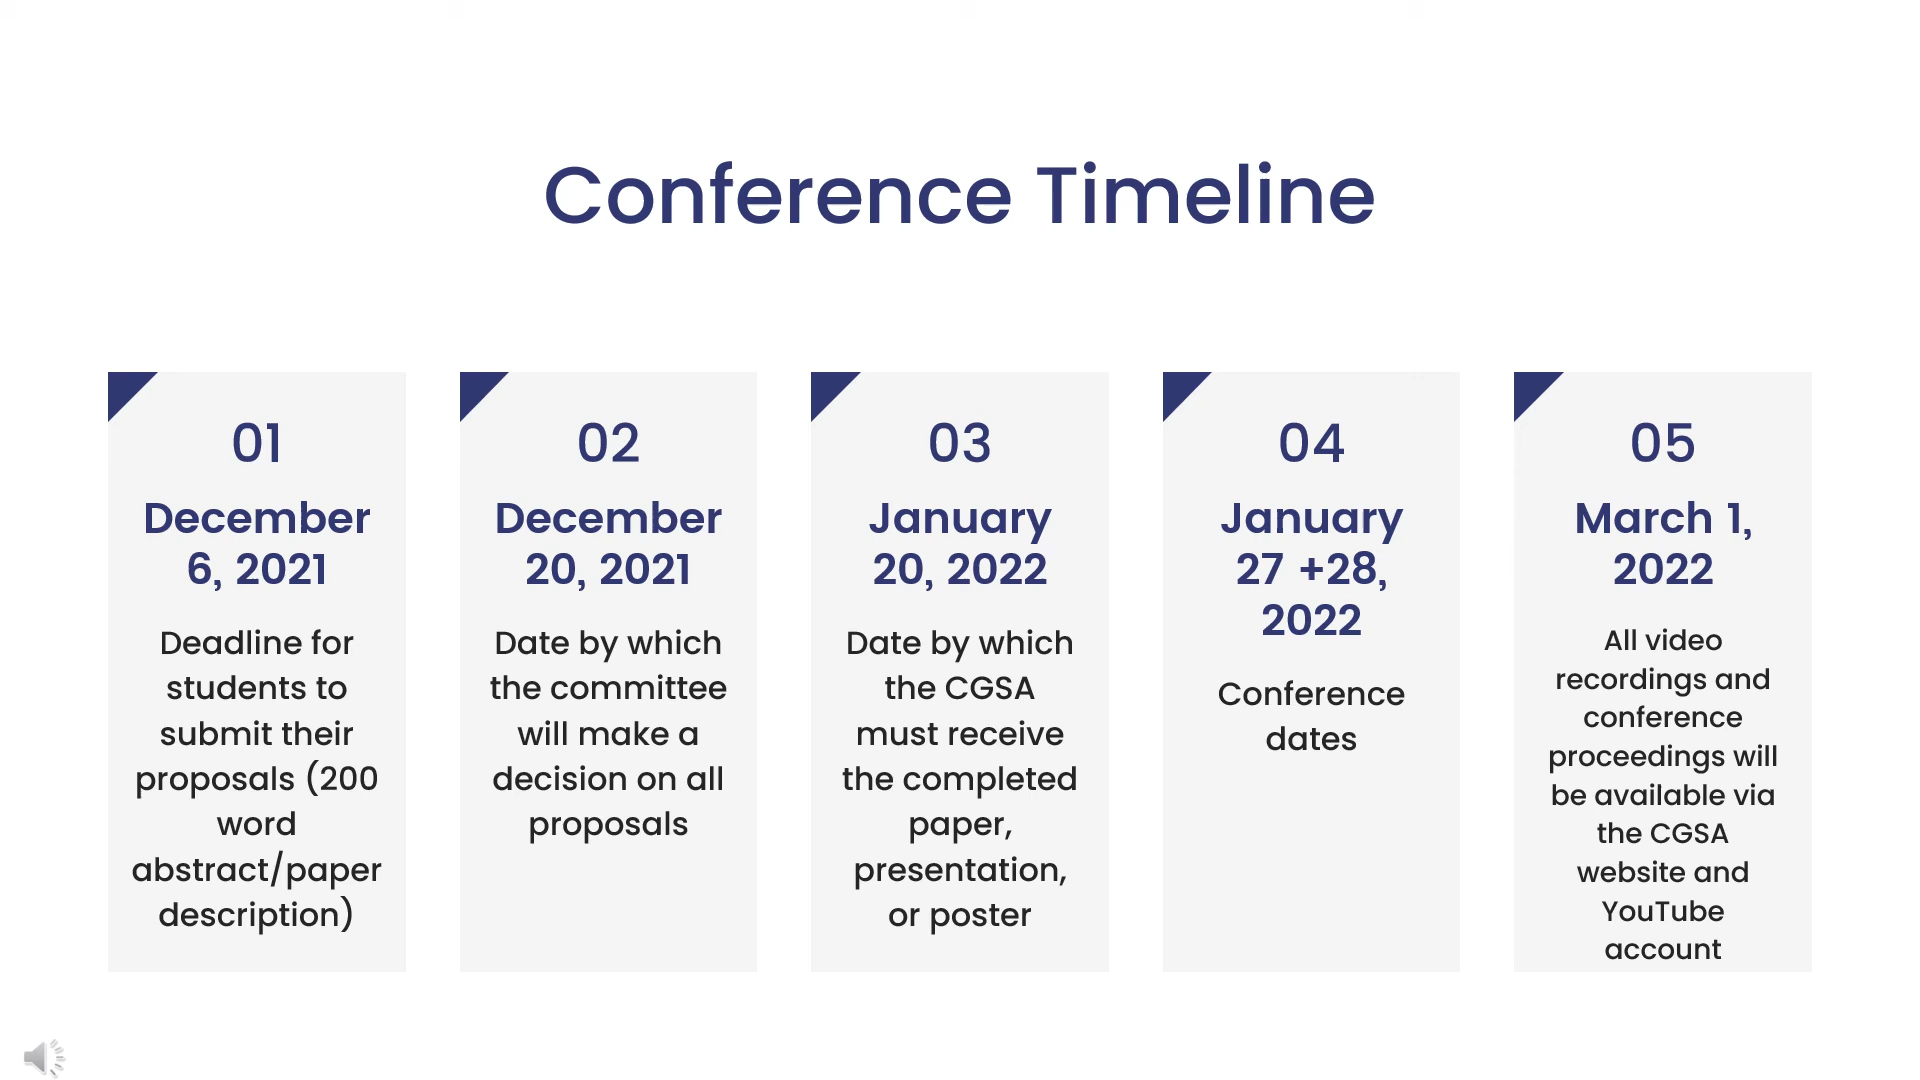 Conference Timeline
01
December
6, 2021
Deadline for
students to
submit their
proposals (200
word
abstract/paper
description)
02
December
20, 2021
Date by which
the committee
will make a
decision on all
proposals
03
January
20, 2022
Date by which
the CGSA
must receive
the completed
paper,
presentation,
or poster
04
January
27 +28,
2022
Conference
dates
05
March 1,
2022
All video
recordings and
conference
proceedings will
be available via
the CGSA
website and
YouTube
account